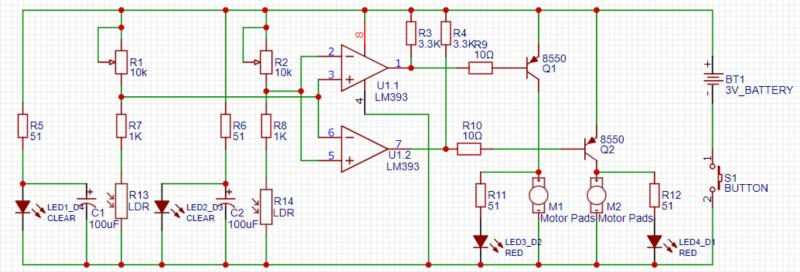 R1
10k
R2
10k
R3
3.3K
R4
3.3K
R9
10Ω
8550
Q1
8
2
3
1
4
U1.1
LM393
BT1
3V_BATTERY
+
-
R5
51
R7
1K
R6
51
R8
1K
6
5
7
U1.2
LM393
R10
10Ω
8550
Q2
LED1_D4
CLEAR
C1
100uF
R13
LDR
LED2_D3
CLEAR
C2
100uF
R14
LDR
R11
51
M1
Motor Pads
M2
Motor Pads
R12
51
1
S1
BUTTON
2
LED3_D2
RED
LED4_D1
RED